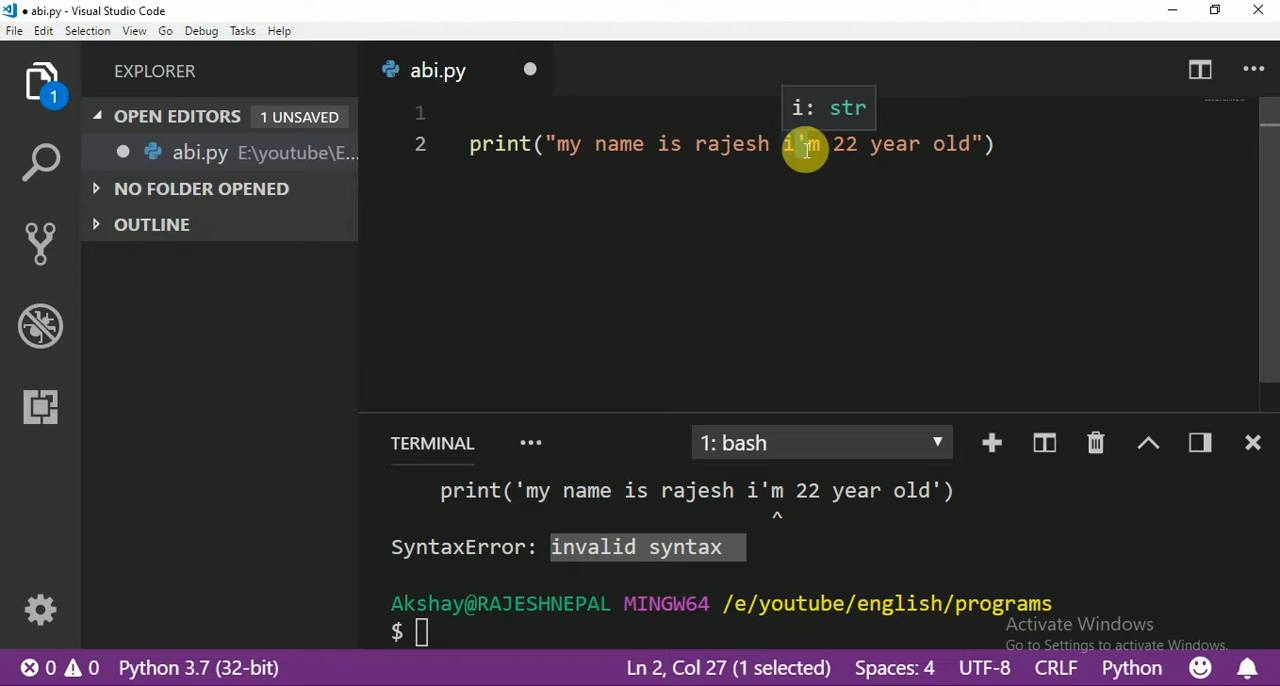 ● abi.py - Visual Studio Code
File Edit Selection View Go Debug Tasks Help
EXPLORER
OPEN EDITORS 1 UNSAVED
abi.py E:\youtube\E...
NO FOLDER OPENED
OUTLINE
1
abi.py
i: str
1
2 print("my name is rajesh i'm 22 year old")
TERMINAL
1: bash
print('my name is rajesh i'm 22 year old')
^
SyntaxError: invalid syntax
Akshay@RAJESHNEPAL MINGW64 /e/youtube/english/programs
$
Activate Windows
Go to Settings to activate Windows.
0 0 Python 3.7 (32-bit) Ln 2, Col 27 (1 selected) Spaces: 4 UTF-8 CRLF Python